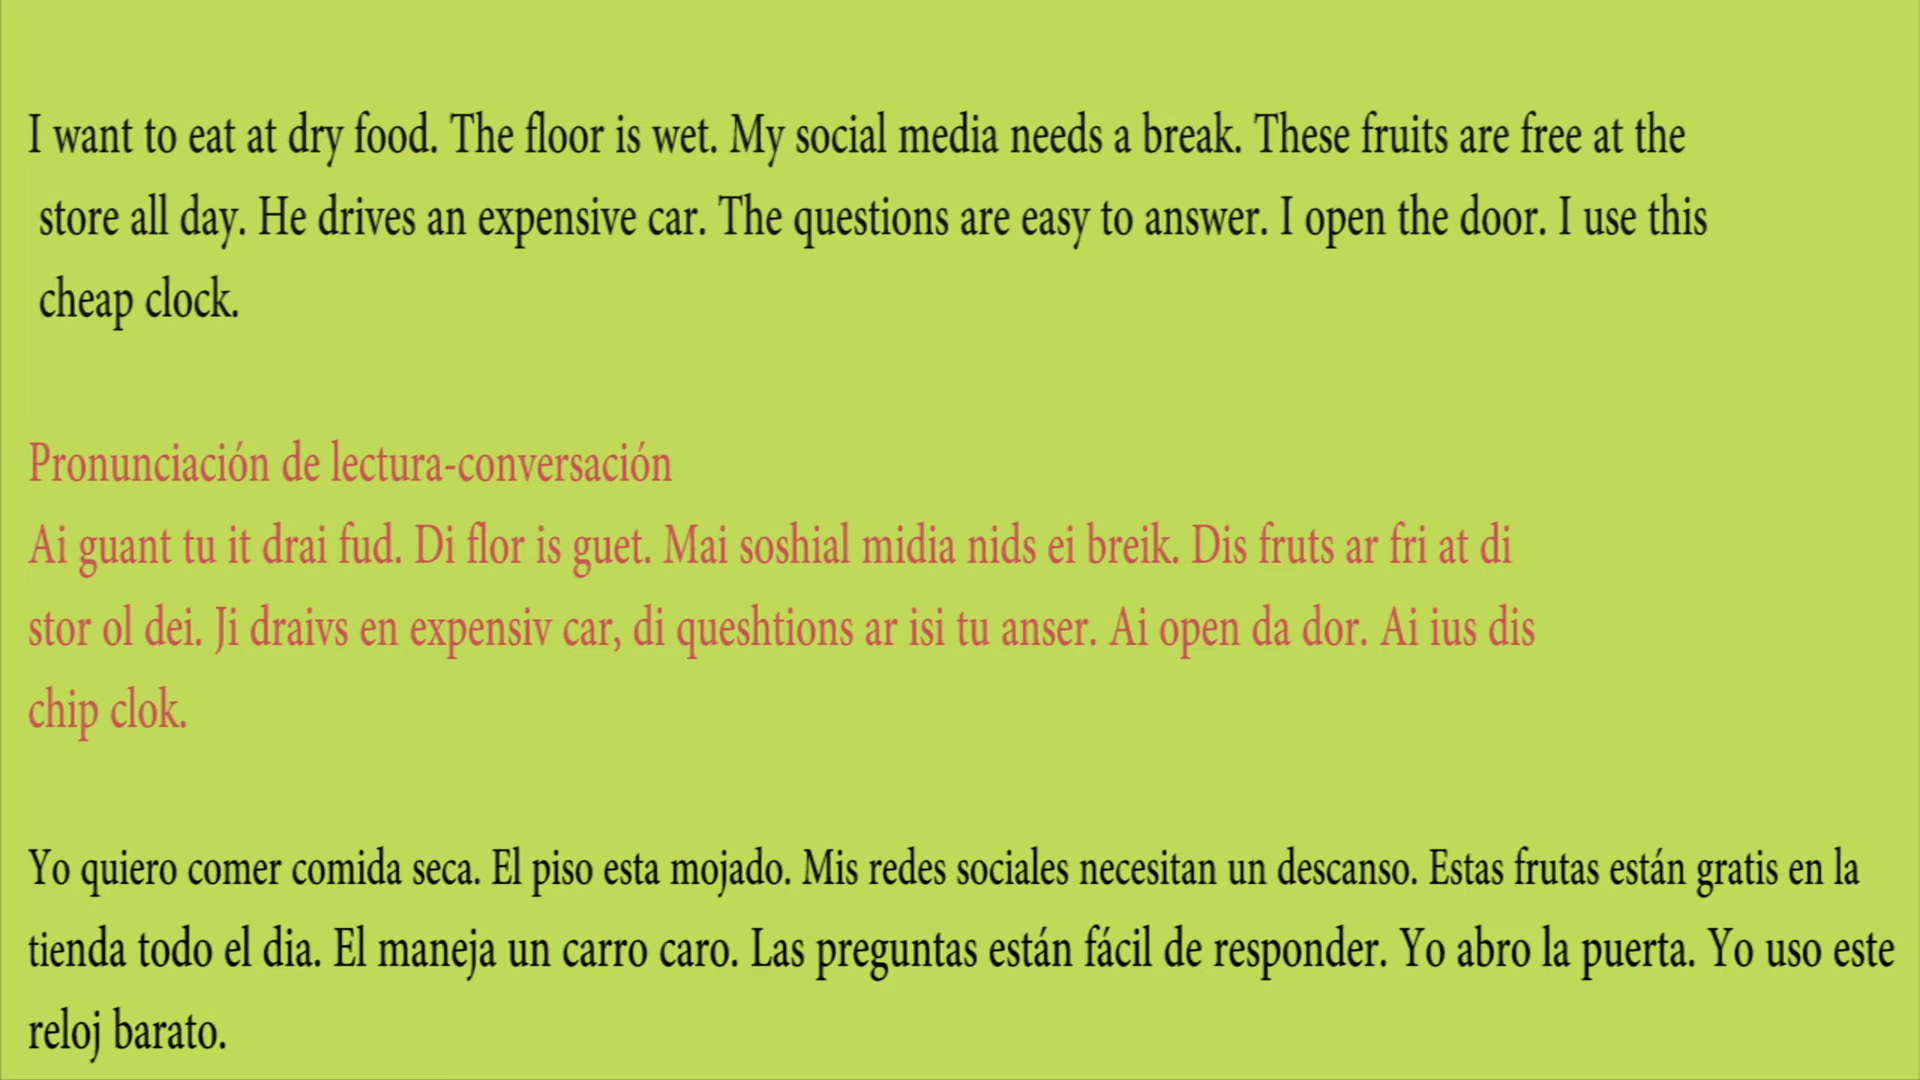 I want to eat at dry food. The floor is wet. My social media needs a break. These fruits are free at the
store all day. He drives an expensive car. The questions are easy to answer. I open the door. I use this
cheap clock.
Pronunciación de lectura-conversación
Ai guant tu it drai fud. Di flor is guet. Mai soshial midia nids ei breik. Dis fruts ar fri at di
stor ol dei. Ji draivs en expensiv car, di queshtions ar isi tu anser. Ai open da dor. Ai ius dis
chip clok.
Yo quiero comer comida seca. El piso esta mojado. Mis redes sociales necesitan un descanso. Estas frutas están gratis en la
tienda todo el dia. El maneja un carro caro. Las preguntas están fácil de responder. Yo abro la puerta. Yo uso este
reloj barato.